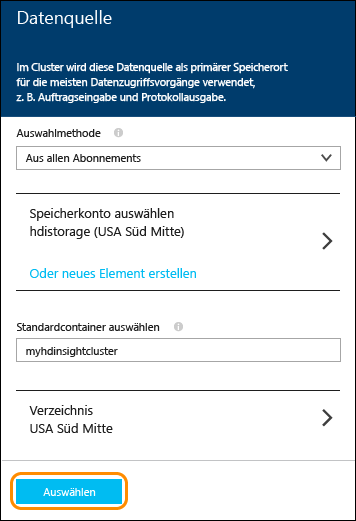 Datenquelle
Im Cluster wird diese Datenquelle als primärer Speicherort
für die meisten Datenzugriffsvorgänge verwendet,
z. B. Auftragseingabe und Protokollausgabe.
Auswahlmethode
Aus allen Abonnements
Speicherkonto auswählen
hdistorage (USA Süd Mitte)
Oder neues Element erstellen
Standardcontainer auswählen
myhdinsightcluster
Verzeichnis
USA Süd Mitte
Auswählen